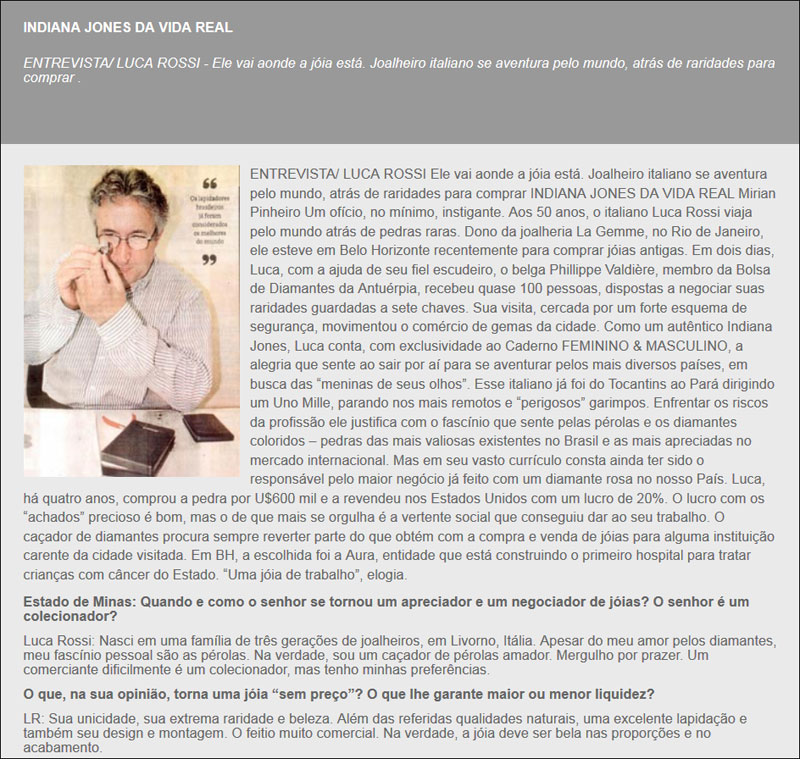 INDIANA JONES DA VIDA REAL
ENTREVISTA/ LUCA ROSSI - Ele vai aonde a jóia está. Joalheiro italiano se aventura pelo mundo, atrás de raridades para
comprar .
“
Os lapidadores
brasileiros
já foram
considerados
os melhores
do mundo
”
ENTREVISTA/ LUCA ROSSI Ele vai aonde a jóia está. Joalheiro italiano se aventura
pelo mundo, atrás de raridades para comprar INDIANA JONES DA VIDA REAL Mirian
Pinheiro Um ofício, no mínimo, instigante. Aos 50 anos, o italiano Luca Rossi viaja
pelo mundo atrás de pedras raras. Dono da joalheria La Gemme, no Rio de Janeiro,
ele esteve em Belo Horizonte recentemente para comprar jóias antigas. Em dois dias,
Luca, com a ajuda de seu fiel escudeiro, o belga Phillippe Valdière, membro da Bolsa
de Diamantes da Antuérpia, recebeu quase 100 pessoas, dispostas a negociar suas
raridades guardadas a sete chaves. Sua visita, cercada por um forte esquema de
segurança, movimentou o comércio de gemas da cidade. Como um autêntico Indiana
Jones, Luca conta, com exclusividade ao Caderno FEMININO & MASCULINO, a
alegria que sente ao sair por aí para se aventurar pelos mais diversos países, em
busca das “meninas de seus olhos”. Esse italiano já foi do Tocantins ao Pará dirigindo
um Uno Mille, parando nos mais remotos e “perigosos” garimpos. Enfrentar os riscos
da profissão ele justifica com o fascínio que sente pelas pérolas e os diamantes
coloridos – pedras das mais valiosas existentes no Brasil e as mais apreciadas no
mercado internacional. Mas em seu vasto currículo consta ainda ter sido o
responsável pelo maior negócio já feito com um diamante rosa no nosso País. Luca,
há quatro anos, comprou a pedra por U$600 mil e a revendeu nos Estados Unidos com um lucro de 20%. O lucro com os
“achados” precioso é bom, mas o de que mais se orgulha é a vertente social que conseguiu dar ao seu trabalho. O
caçador de diamantes procura sempre reverter parte do que obtém com a compra e venda de jóias para alguma instituição
carente da cidade visitada. Em BH, a escolhida foi a Aura, entidade que está construindo o primeiro hospital para tratar
crianças com câncer do Estado. “Uma jóia de trabalho”, elogia.
Estado de Minas: Quando e como o senhor se tornou um apreciador e um negociador de jóias? O senhor é um
colecionador?
Luca Rossi: Nasci em uma família de três gerações de joalheiros, em Livorno, Itália. Apesar do meu amor pelos diamantes,
meu fascínio pessoal são as pérolas. Na verdade, sou um caçador de pérolas amador. Mergulho por prazer. Um
comerciante dificilmente é um colecionador, mas tenho minhas preferências.
O que, na sua opinião, torna uma jóia “sem preço”? O que lhe garante maior ou menor liquidez?
LR: Sua unicidade, sua extrema raridade e beleza. Além das referidas qualidades naturais, uma excelente lapidação e
também seu design e montagem. O feitio muito comercial. Na verdade, a jóia deve ser bela nas proporções e no
acabamento.